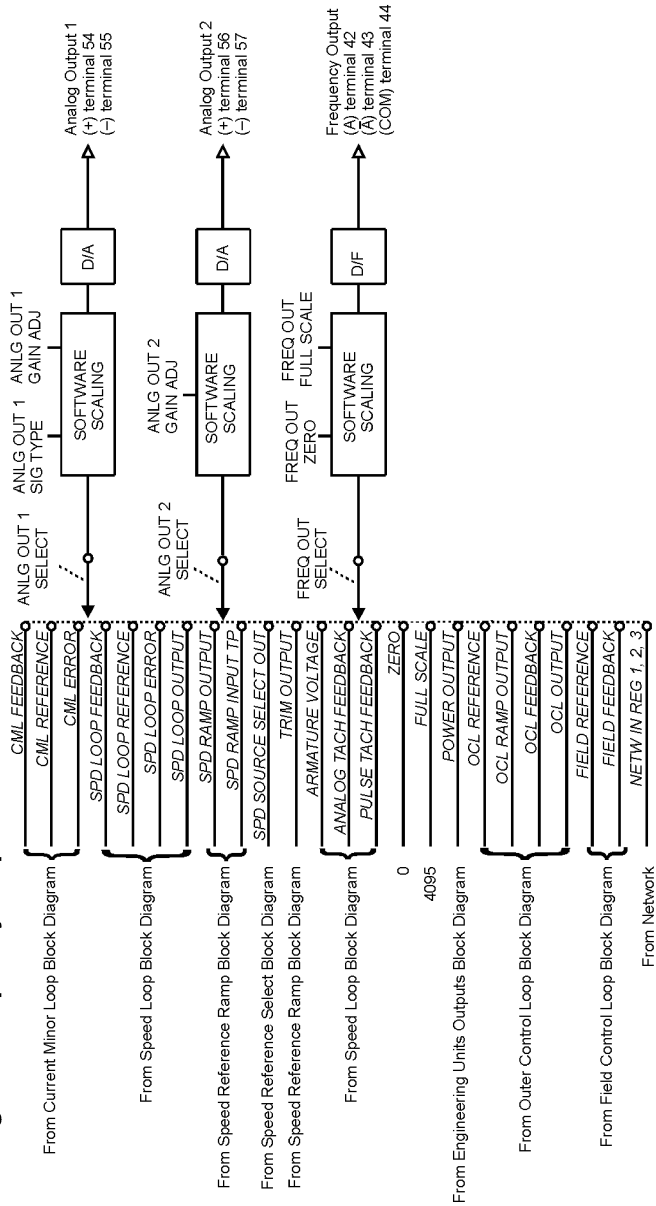 From Current Minor Loop Block Diagram
CML FEEDBACK
CML REFERENCE
CML ERROR
From Speed Loop Block Diagram
SPD LOOP FEEDBACK
SPD LOOP REFERENCE
SPD LOOP ERROR
SPD LOOP OUTPUT
From Speed Reference Ramp Block Diagram
SPD RAMP OUTPUT
SPD RAMP INPUT TP
From Speed Reference Select Block Diagram
SPD SOURCE SELECT OUT
From Speed Reference Ramp Block Diagram
TRIM OUTPUT
From Speed Loop Block Diagram
ARMATURE VOLTAGE
ANALOG TACH FEEDBACK
PULSE TACH FEEDBACK
0
ZERO
4095
FULL SCALE
From Engineering Units Outputs Block Diagram
POWER OUTPUT
From Outer Control Loop Block Diagram
OCL REFERENCE
OCL RAMP OUTPUT
OCL FEEDBACK
OCL OUTPUT
From Field Control Loop Block Diagram
FIELD REFERENCE
FIELD FEEDBACK
From Network
NETW IN REG 1, 2, 3
ANLG OUT 1
SELECT
ANLG OUT 1
SIG TYPE
ANLG OUT 1
GAIN ADJ
SOFTWARE
SCALING
D/A
Analog Output 1
(+) terminal 54
(–) terminal 55
ANLG OUT 2
SELECT
ANLG OUT 2
GAIN ADJ
SOFTWARE
SCALING
D/A
Analog Output 2
(+) terminal 56
(–) terminal 57
FREQ OUT
SELECT
FREQ OUT
ZERO
FREQ OUT
FULL SCALE
SOFTWARE
SCALING
D/F
Frequency Output
(A) terminal 42
(A̅) terminal 43
(COM) terminal 44